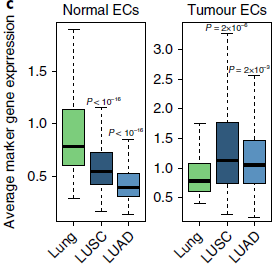 c
Normal ECs
Tumour ECs
Average marker gene exprression
1.5
1.0
0.5
P < 10⁻¹⁶
P < 10⁻¹⁶
Lung
LUSC
LUAD
3.0
2.5
2.0
1.5
1.0
0.5
P = 2×10⁻⁶
P = 2×10⁻³
Lung
LUSC
LUAD